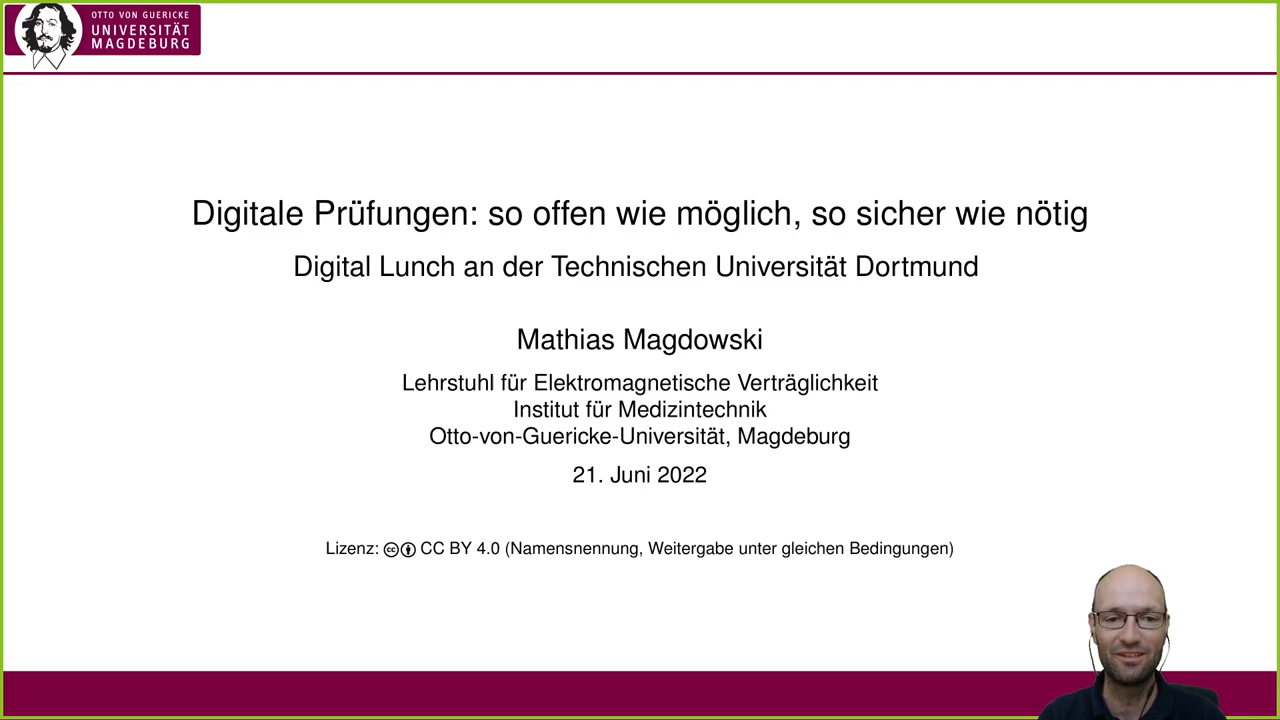 OTTO VON GUERICKE
UNIVERSITÄT
MAGDEBURG
Digitale Prüfungen: so offen wie möglich, so sicher wie nötig
Digital Lunch an der Technischen Universität Dortmund
Mathias Magdowski
Lehrstuhl für Elektromagnetische Verträglichkeit
Institut für Medizintechnik
Otto-von-Guericke-Universität, Magdeburg
21. Juni 2022
Lizenz: CC BY 4.0 (Namensnennung, Weitergabe unter gleichen Bedingungen)